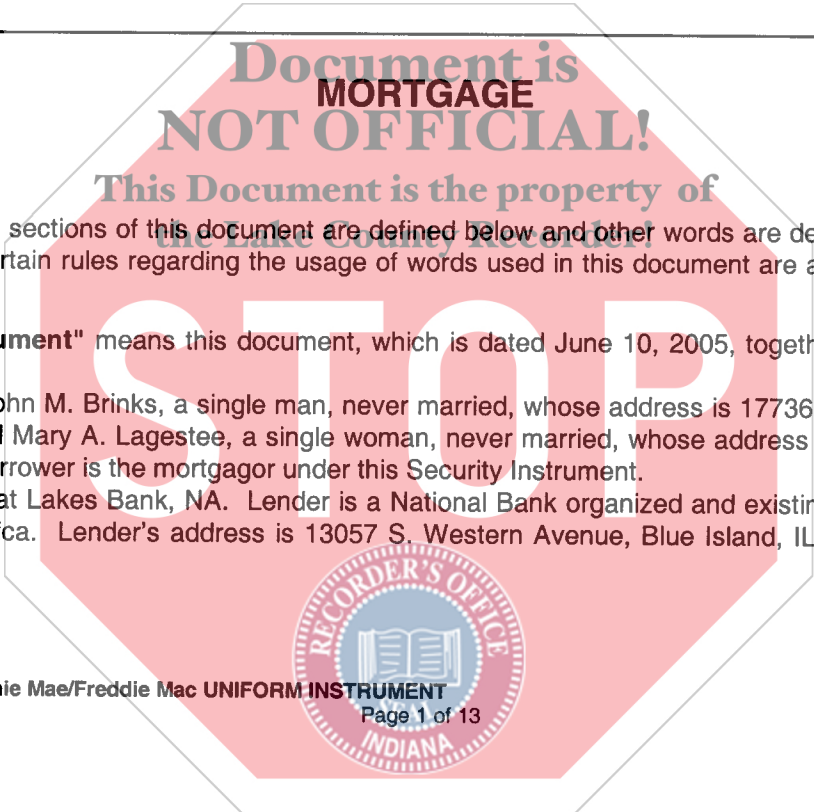 Document is
MORTGAGE
NOT OFFICIAL!
This Document is the property of
the Lake County Recorder!
sections of this document are defined below and other words are de
rtain rules regarding the usage of words used in this document are a
ument" means this document, which is dated June 10, 2005, togeth
ohn M. Brinks, a single man, never married, whose address is 17736
Mary A. Lagestee, a single woman, never married, whose address
rrower is the mortgagor under this Security Instrument.
at Lakes Bank, NA. Lender is a National Bank organized and existin
ca. Lender's address is 13057 S. Western Avenue, Blue Island, IL
STOP
RECORDER'S OFFICE
nie Mae/Freddie Mac UNIFORM INSTRUMENT
SEAL
Page 1 of 13
INDIANA